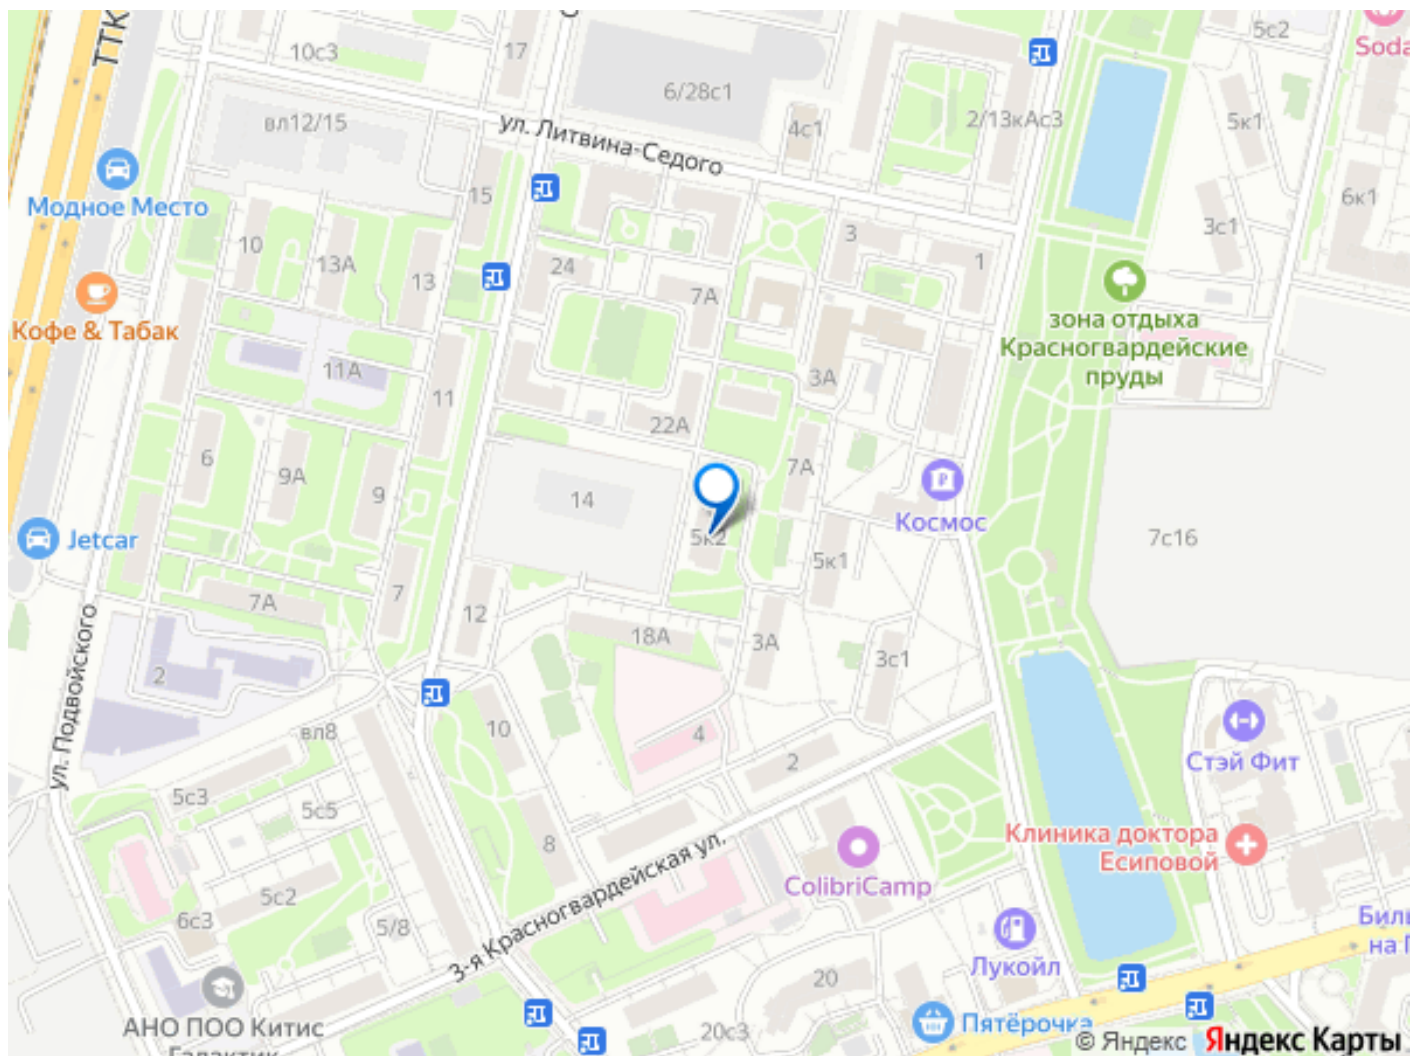 ТТК
10с3
17
6/28с1
5с2
Soda
вл12/15
ул. Литвина-Седого
4с1
2/13кАс3
5к1
Модное Место
15
10
13А
13
24
7А
3
1
3с1
6к1
Кофе & Табак
зона отдыха
Красногвардейские
пруды
11А
11
22А
3А
6
9А
9
14
7А
Космос
Jetcar
5к2
5к1
7с16
7А
7
12
18А
3А
3с1
ул. Подвойского
2
вл8
10
4
2
Стэй Фит
5с3
5с5
8
3-я Красногвардейская ул.
Клиника доктора
Есиповой
ColibriCamp
5с2
6с3
5/8
Лукойл
20
Пятёрочка
20с3
АНО ПОО Китис
Галактик
© Яндекс Яндекс Карты